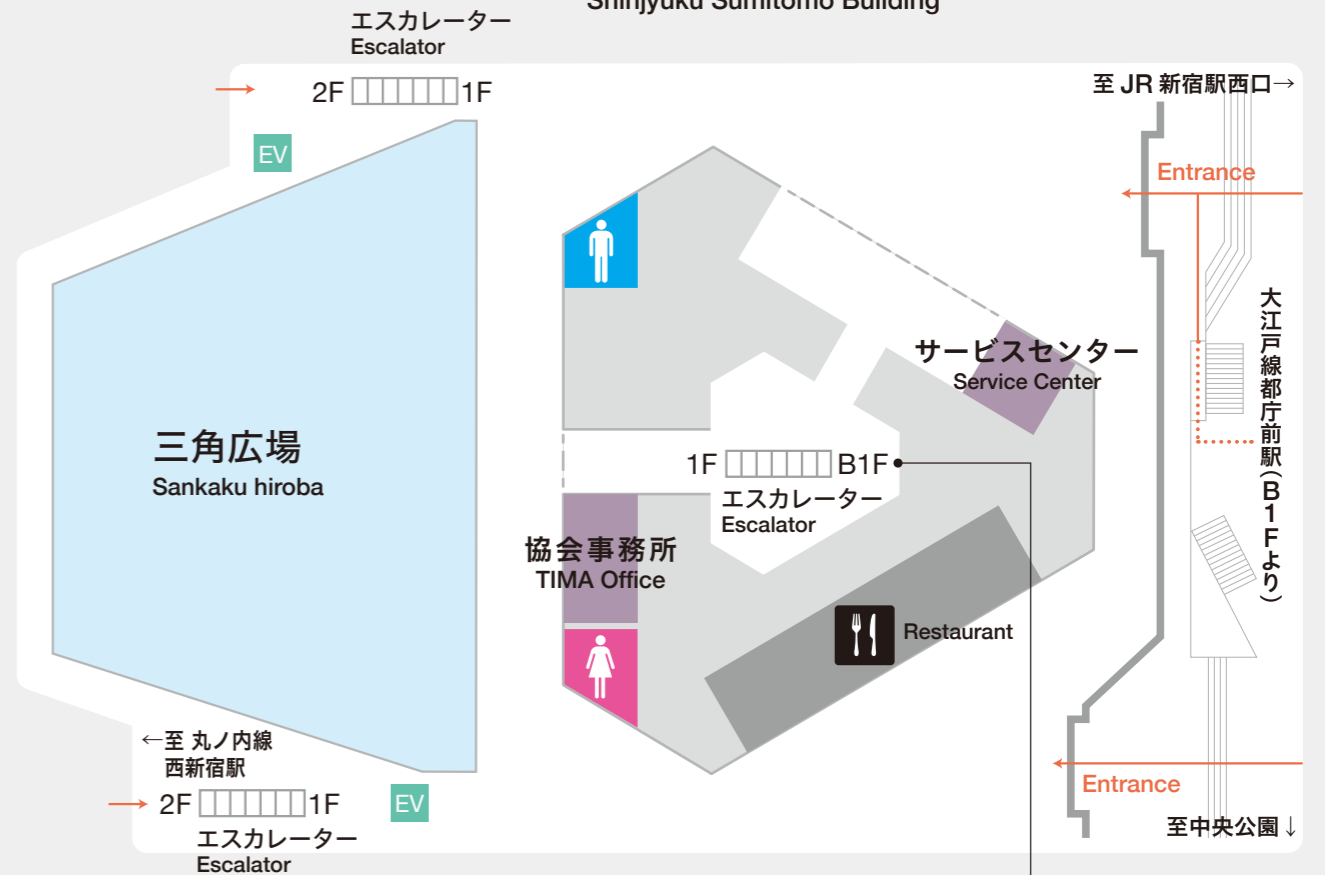 Shinjyuku Sumitomo Building
エスカレーター
Escalator
2F
1F
EV
至 JR 新宿駅西口→
Entrance
大江戸線都庁前駅(B1Fより)
サービスセンター
Service Center
三角広場
Sankaku hiroba
1F
B1F
エスカレーター
Escalator
協会事務所
TIMA Office
Restaurant
←至 丸ノ内線
西新宿駅
2F
1F
EV
エスカレーター
Escalator
Entrance
至中央公園↓